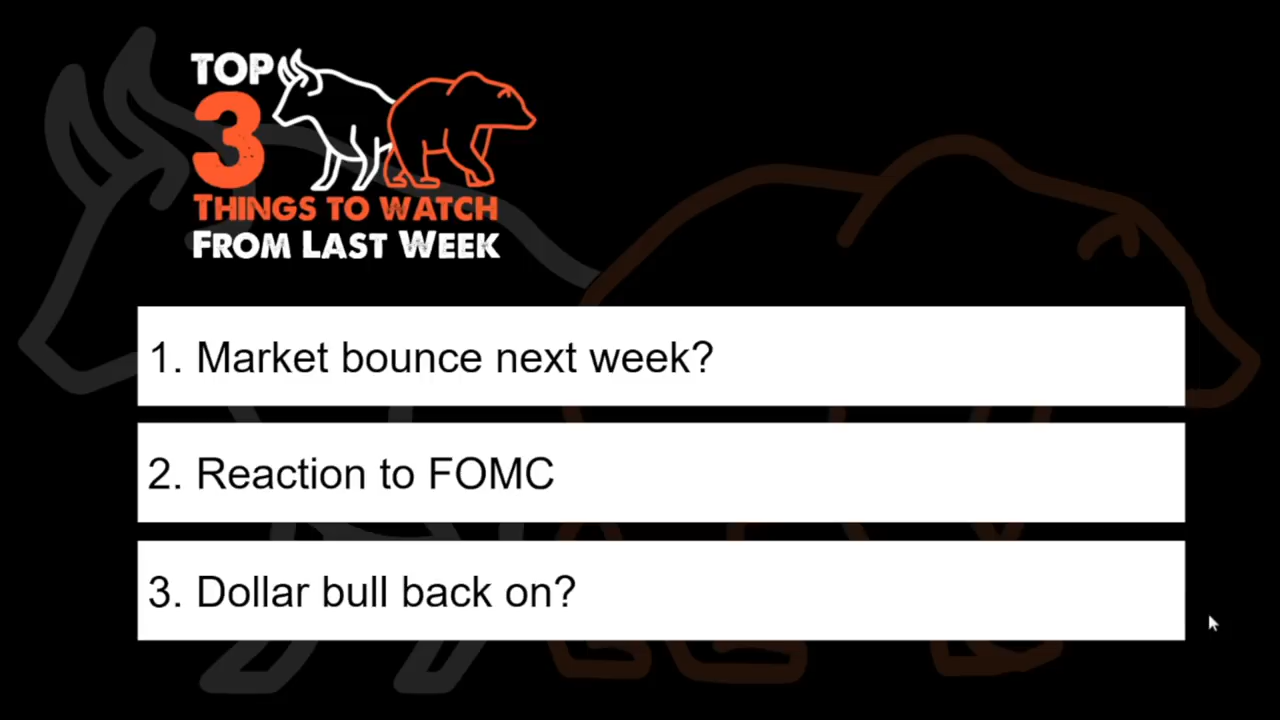 TOP
3
THINGS TO WATCH
FROM LAST WEEK
1. Market bounce next week?
2. Reaction to FOMC
3. Dollar bull back on?